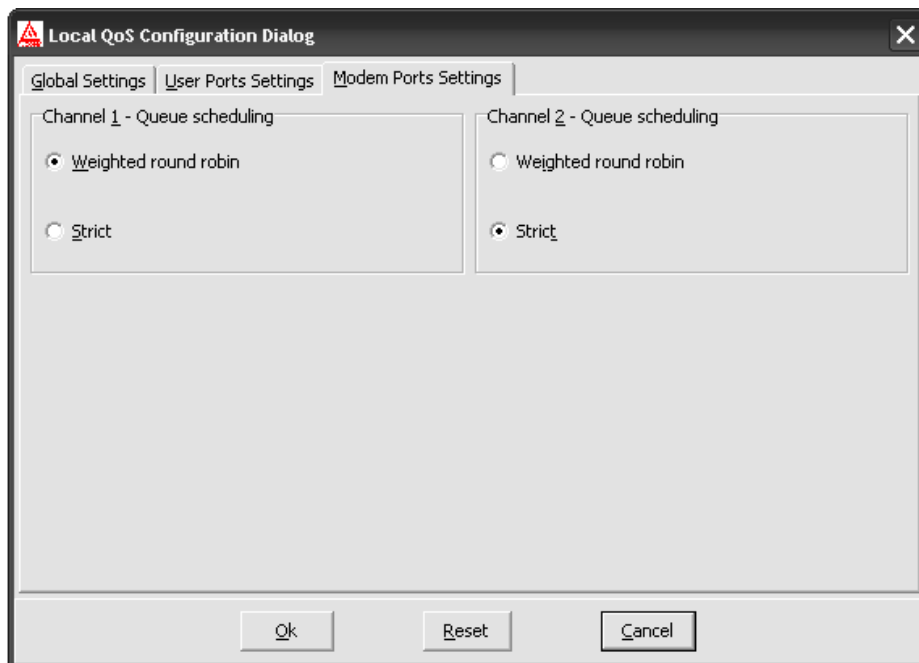 Local QoS Configuration Dialog
Global Settings User Ports Settings Modem Ports Settings
Channel 1 - Queue scheduling
Weighted round robin
Strict
Channel 2 - Queue scheduling
Weighted round robin
Strict
Ok Reset Cancel